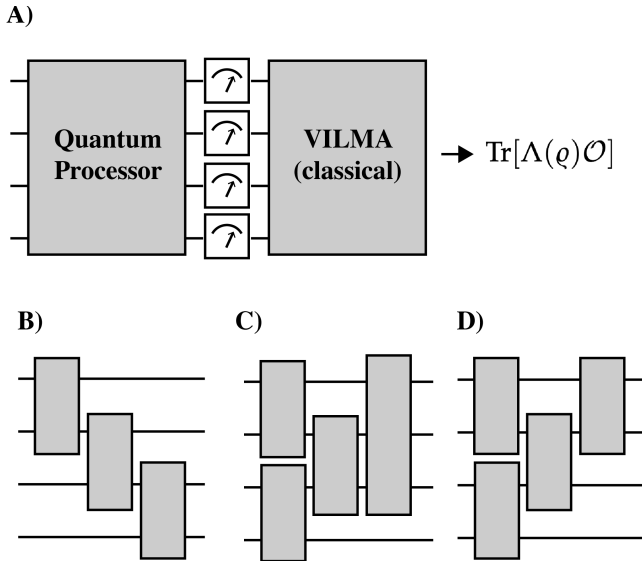 A)
Quantum
Processor
VILMA
(classical)
Tr[Λ(ϱ)𝒪]
B)
C)
D)